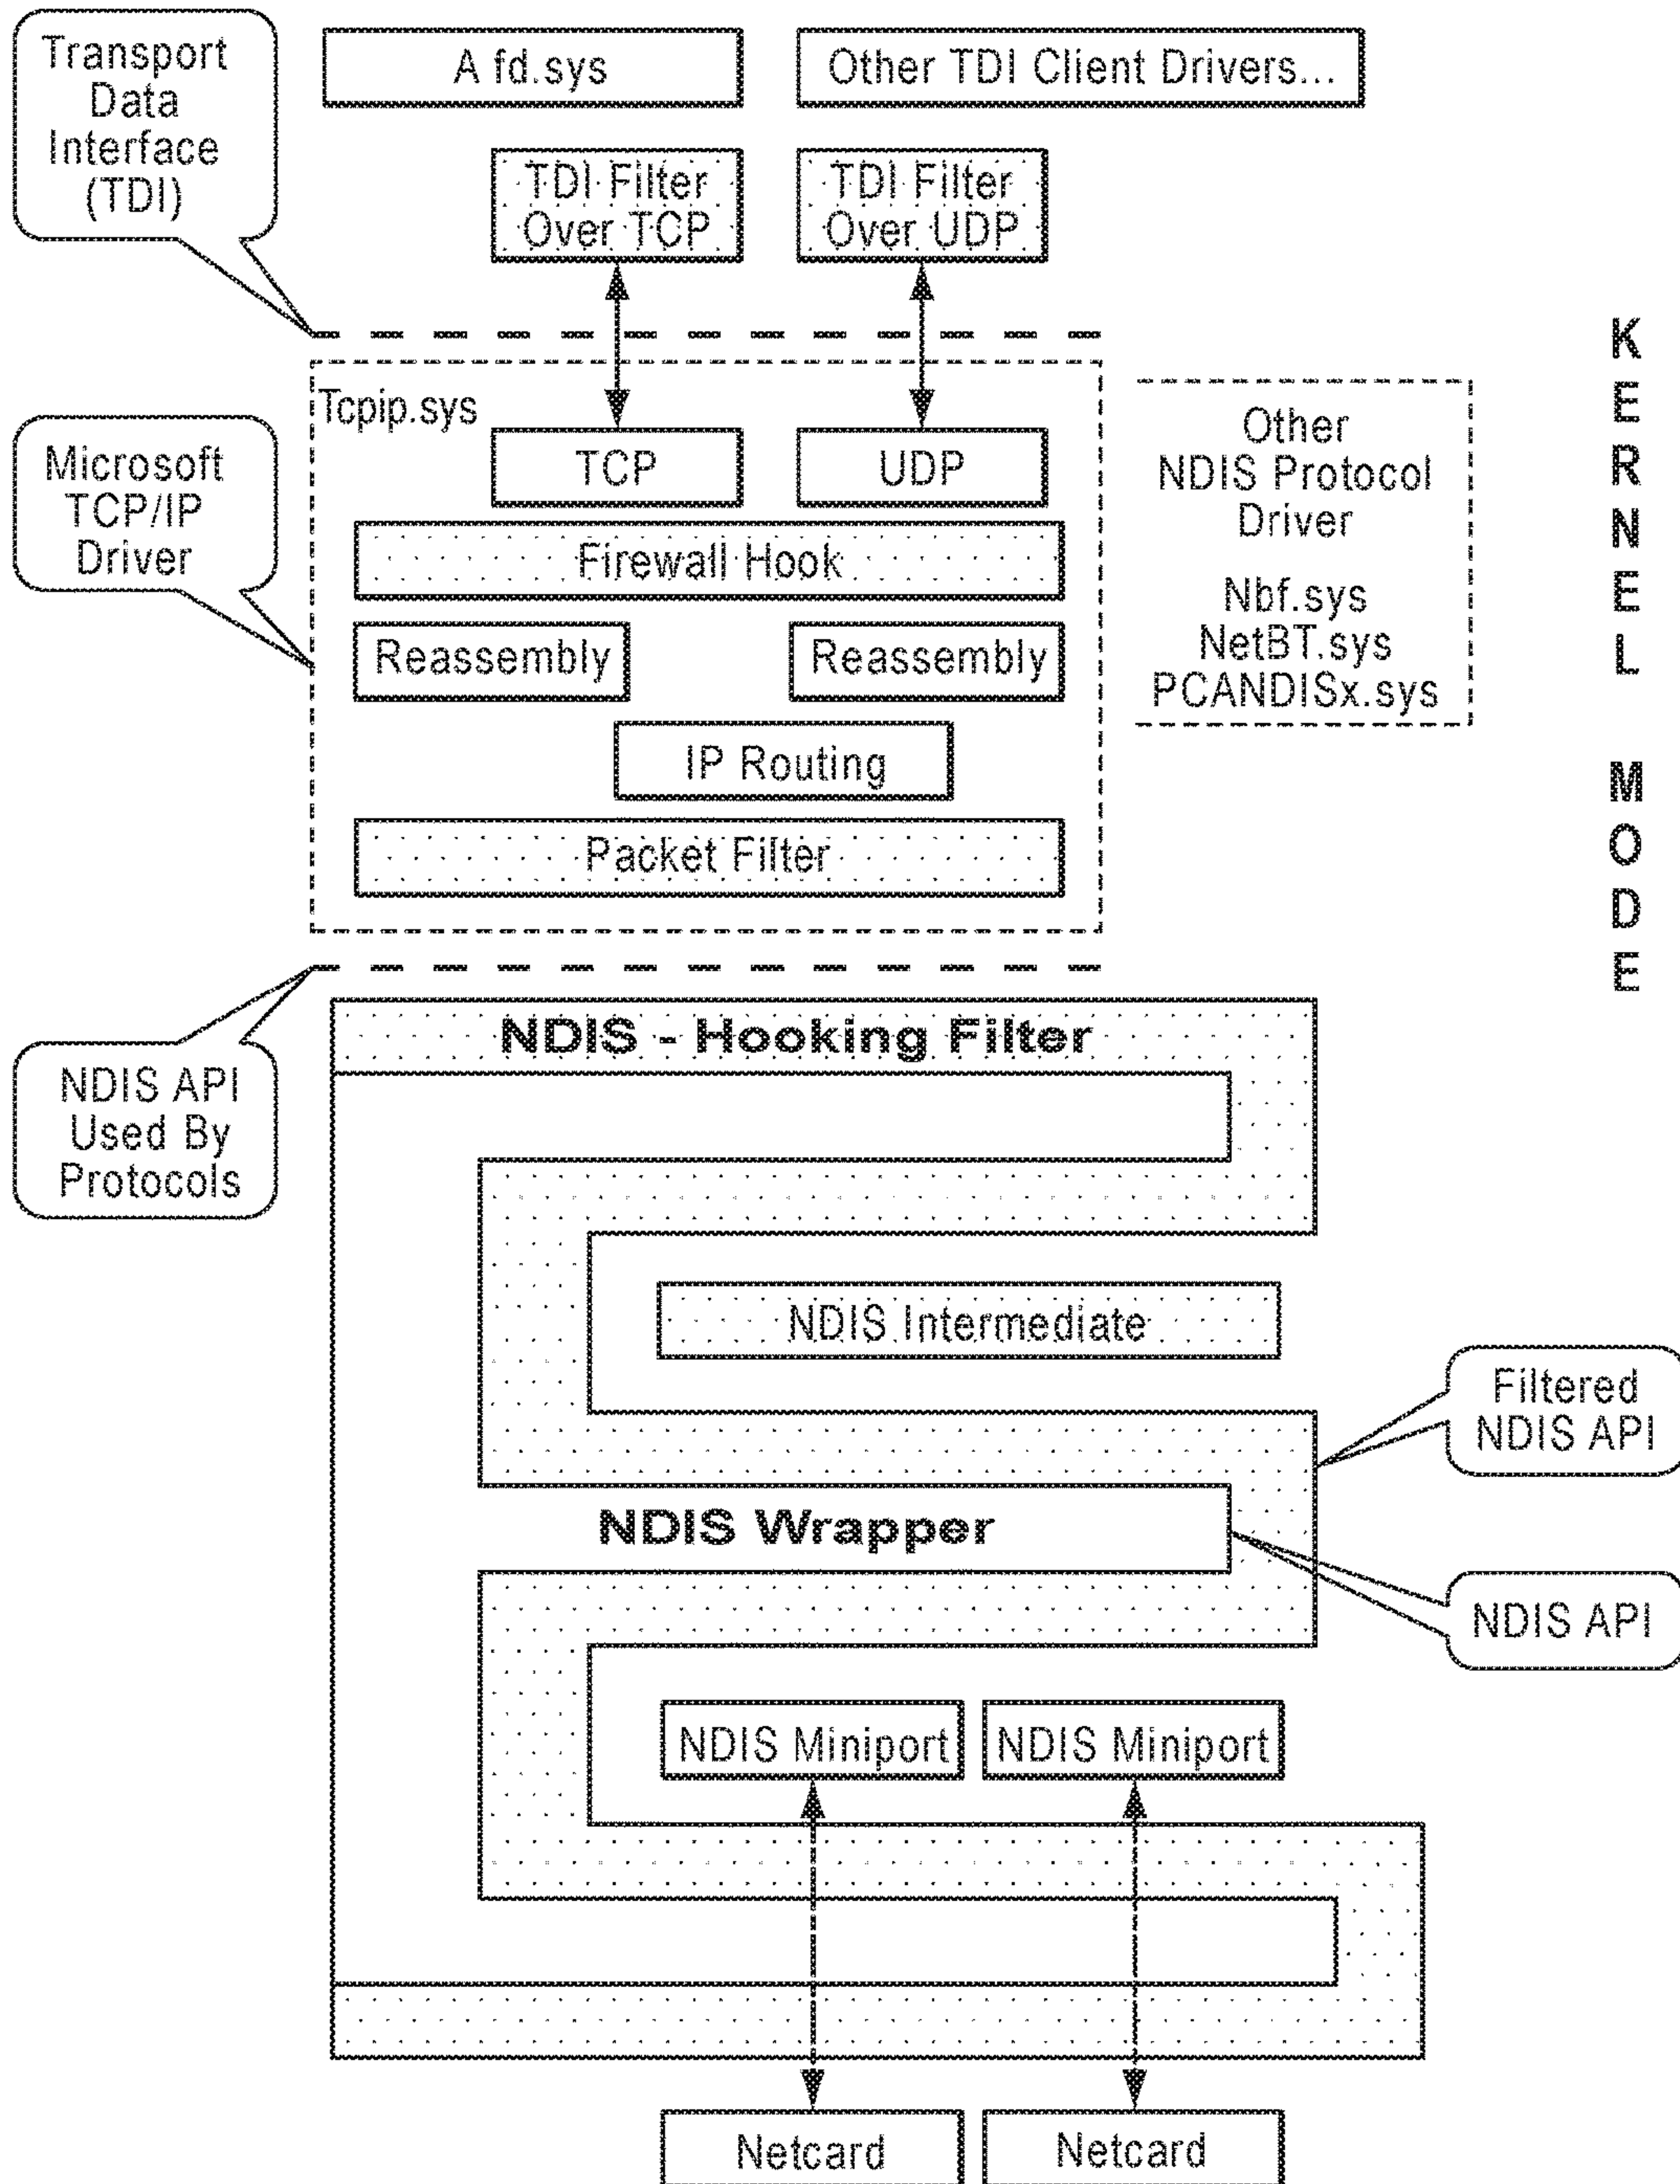 Transport
Data
Interface
(TDI)
A fd.sys
Other TDI Client Drivers...
TDI Filter
Over TCP
TDI Filter
Over UDP
Microsoft
TCP/IP
Driver
Tcpip.sys
TCP
UDP
Firewall Hook
Reassembly
Reassembly
IP Routing
Packet Filter
Other
NDIS Protocol
Driver
Nbf.sys
NetBT.sys
PCANDISx.sys
KERNEL MODE
NDIS API
Used By
Protocols
NDIS - Hooking Filter
NDIS Intermediate
Filtered
NDIS API
NDIS Wrapper
NDIS API
NDIS Miniport
NDIS Miniport
Netcard
Netcard